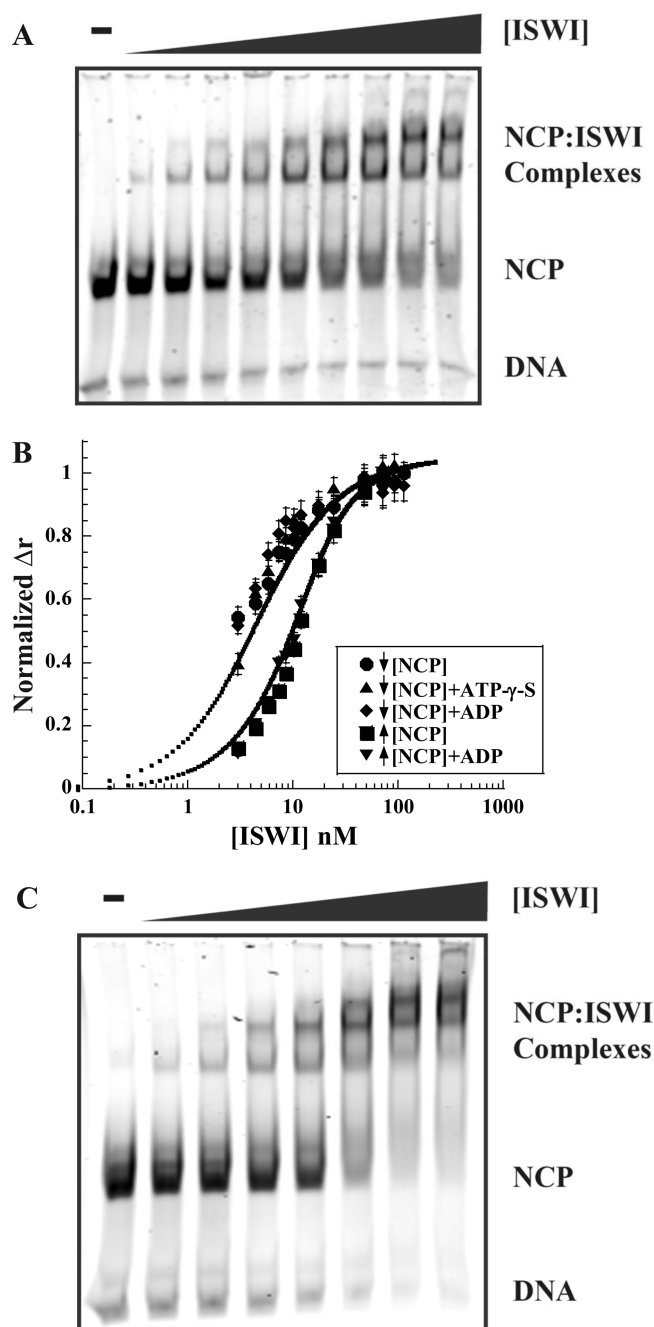 A
[ISWI]
NCP:ISWI
Complexes
NCP
DNA
B
Normalized Δr
1
0.8
0.6
0.4
0.2
0
0.1 1 10 100 1000
[ISWI] nM
[NCP]
[NCP]+ATP-γ-S
[NCP]+ADP
[NCP]
[NCP]+ADP
C
[ISWI]
NCP:ISWI
Complexes
NCP
DNA